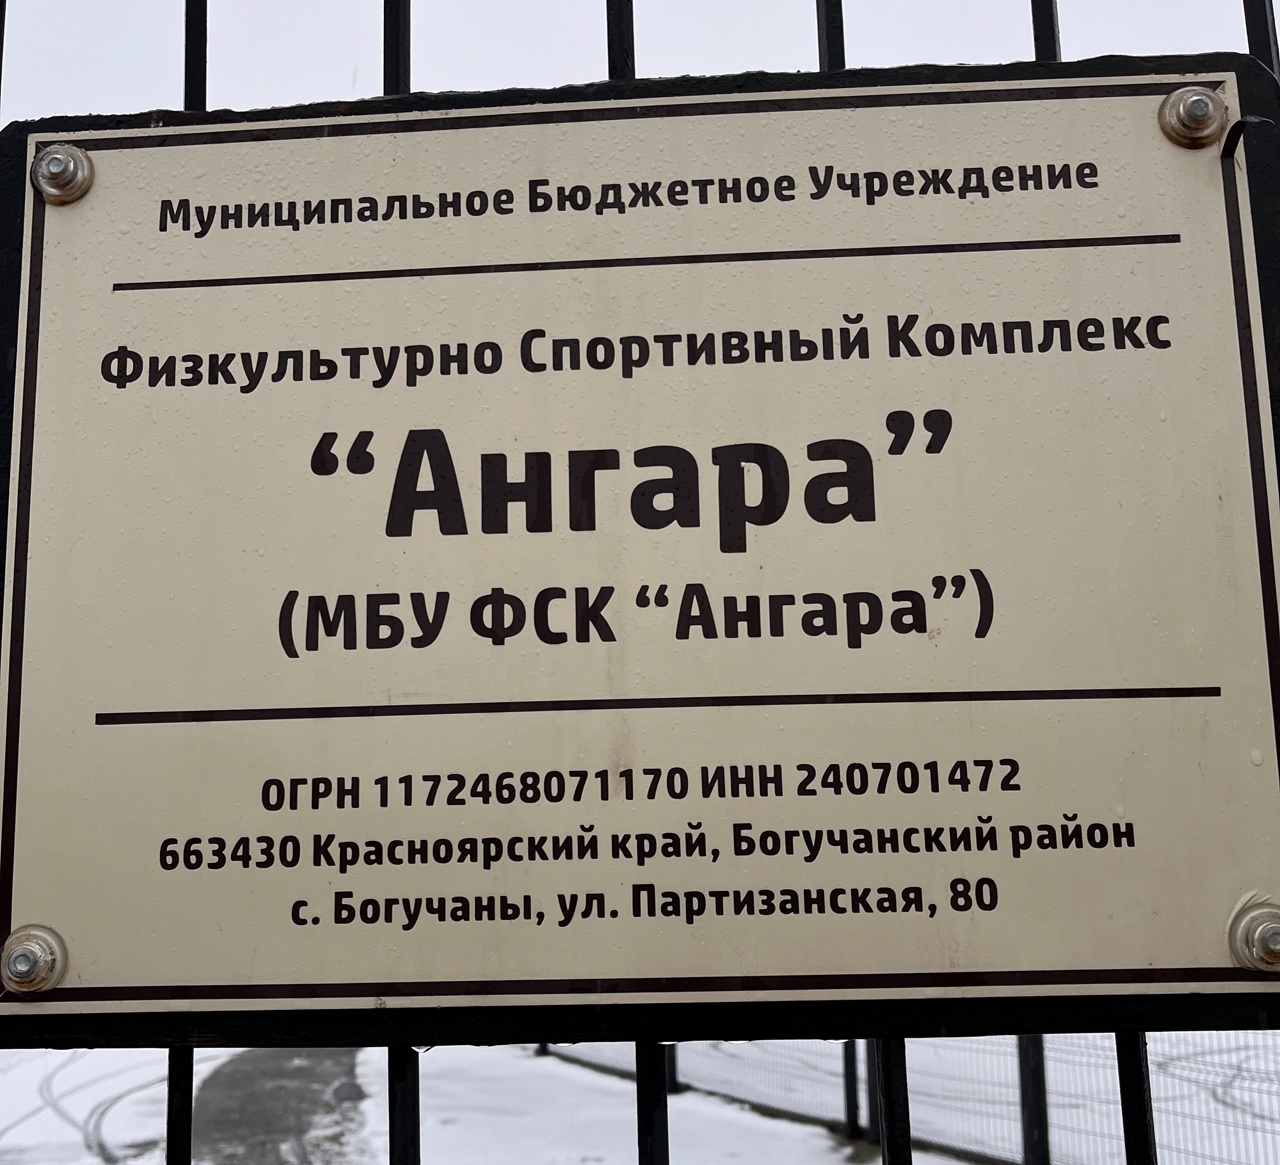 Муниципальное Бюджетное Учреждение
Физкультурно Спортивный Комплекс
“Ангара”
(МБУ ФСК “Ангара”)
ОГРН 1172468071170 ИНН 240701472
663430 Красноярский край, Богучанский район
с. Богучаны, ул. Партизанская, 80